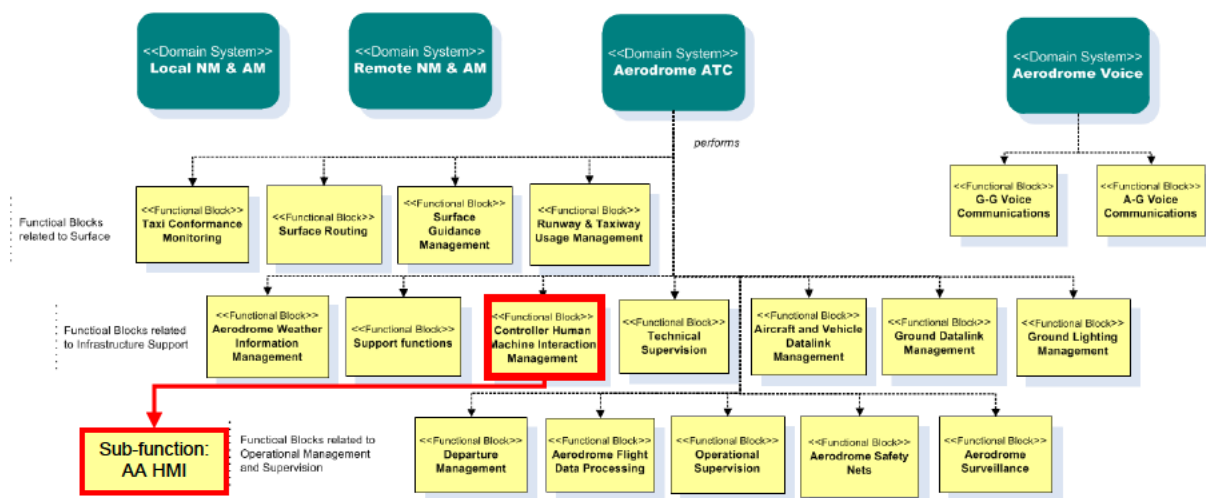 <<Domain System>>
Local NM & AM
<<Domain System>>
Remote NM & AM
<<Domain System>>
Aerodrome ATC
<<Domain System>>
Aerodrome Voice
performs
Functical Blocks
related to Surface
<<Functional Block>>
Taxi Conformance
Monitoring
<<Functional Block>>
Surface Routing
<<Functional Block>>
Surface
Guidance
Management
<<Functional Block>>
Runway & Taxiway
Usage Management
<<Functional Block>>
G-G Voice
Communications
<<Functional Block>>
A-G Voice
Communications
Functical Blocks related
to Infrastructure Support
<<Functional Block>>
Aerodrome Weather
Information
Management
<<Functional Block>>
Support functions
<<Functional Block>>
Controller Human
Machine Interaction
Management
<<Functional Block>>
Technical
Supervision
<<Functional Block>>
Aircraft and Vehicle
Datalink
Management
<<Functional Block>>
Ground Datalink
Management
<<Functional Block>>
Ground Lighting
Management
Sub-function:
AA HMI
Functical Blocks related to
Operational Management
and Supervision
<<Functional Block>>
Departure
Management
<<Functional Block>>
Aerodrome Flight
Data Processing
<<Functional Block>>
Operational
Supervision
<<Functional Block>>
Aerodrome Safety
Nets
<<Functional Block>>
Aerodrome
Surveillance